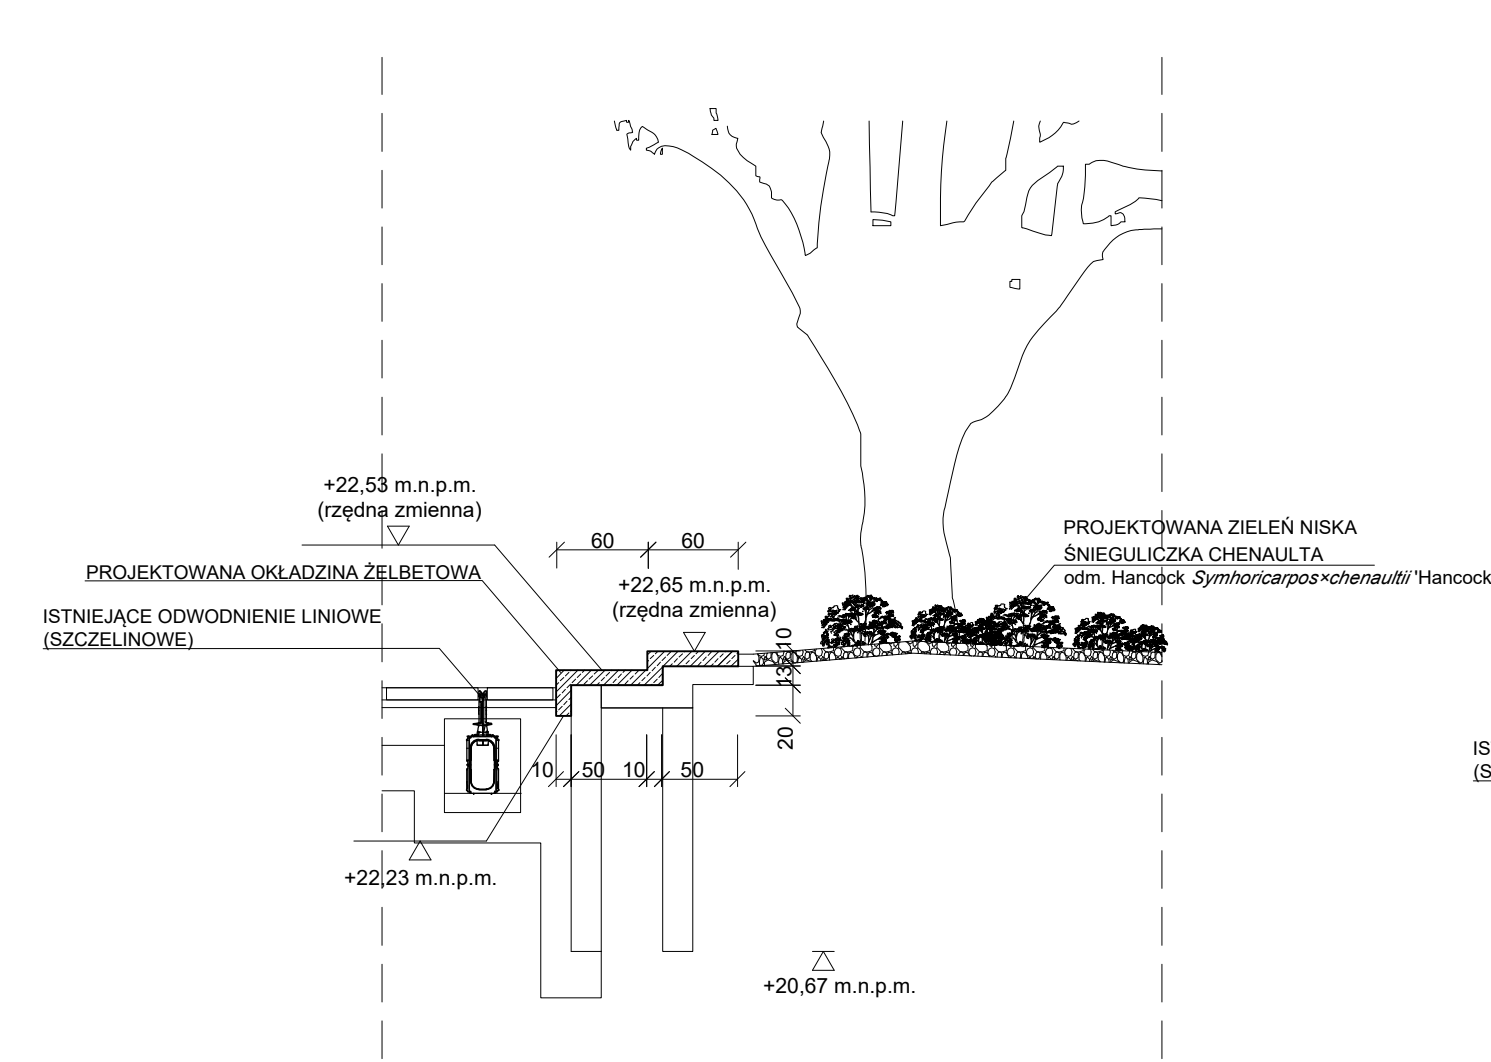 +22,53 m.n.p.m.
(rzędna zmienna)
PROJEKTOWANA OKŁADZINA ŻELBETOWA
ISTNIEJĄCE ODWODNIENIE LINIOWE
(SZCZELINOWE)
60
60
+22,65 m.n.p.m.
(rzędna zmienna)
PROJEKTOWANA ZIELEŃ NISKA
ŚNIEGULICZKA CHENAULTA
odm. Hancock Symhoricarpos×chenaultii 'Hancock
10
13
20
10
50
10
50
+22,23 m.n.p.m.
+20,67 m.n.p.m.
IS
(S